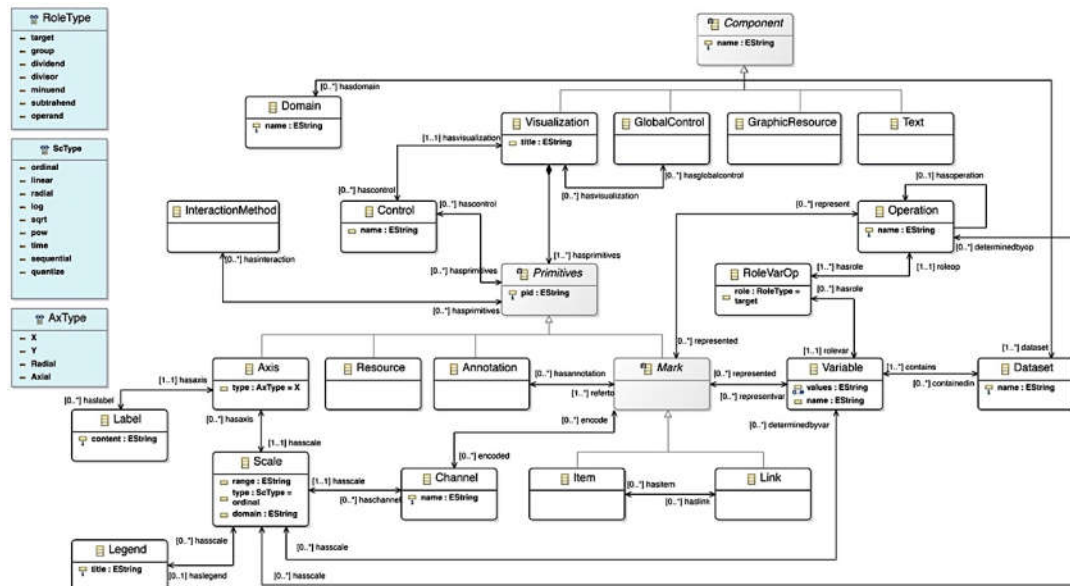 RoleType
target
group
dividend
divisor
minuend
subtrahend
operand
ScType
ordinal
linear
radial
log
sqrt
pow
time
sequential
quantize
AxType
X
Y
Radial
Axial
Component
name : EString
[0..*] hasdomain
Domain
name : EString
Visualization
title : EString
GlobalControl
GraphicResource
Text
[1..1] hasvisualization
[0..*] hasglobalcontrol
[0..*] hasvisualization
[0..1] hasoperation
[0..*] hascontrol
[0..*] hascontrol
InteractionMethod
Control
name : EString
[0..*] represent
Operation
name : EString
[0..*] determinedbyop
[0..*] hasinteraction
[0..*] hasprimitives
[1..*] hasprimitives
Primitives
pid : EString
[0..*] hasprimitives
[1..*] hasrole
[1..1] roleop
RoleVarOp
role : RoleType =
target
[0..*] hasrole
[0..*] represented
[1..1] rolevar
[1..*] dataset
[1..1] hasaxis
Axis
type : AxType = X
Resource
Annotation
[0..*] hasannotation
[1..*] referto
Mark
[0..*] represented
[0..*] representvar
Variable
values : EString
name : EString
[1..*] contains
[0..*] containedin
Dataset
name : EString
[0..*] haslabel
Label
content : EString
[0..*] hasaxis
[0..*] encode
[0..*] determinedbyvar
[1..1] hasscale
[0..*] encoded
Scale
range : EString
type : ScType =
ordinal
domain : EString
[1..1] hasscale
[0..*] haschannel
Channel
name : EString
Item
[0..*] hasitem
[0..*] haslink
Link
Legend
title : EString
[0..*] hasscale
[0..1] haslegend
[0..*] hasscale
[0..*] hasscale